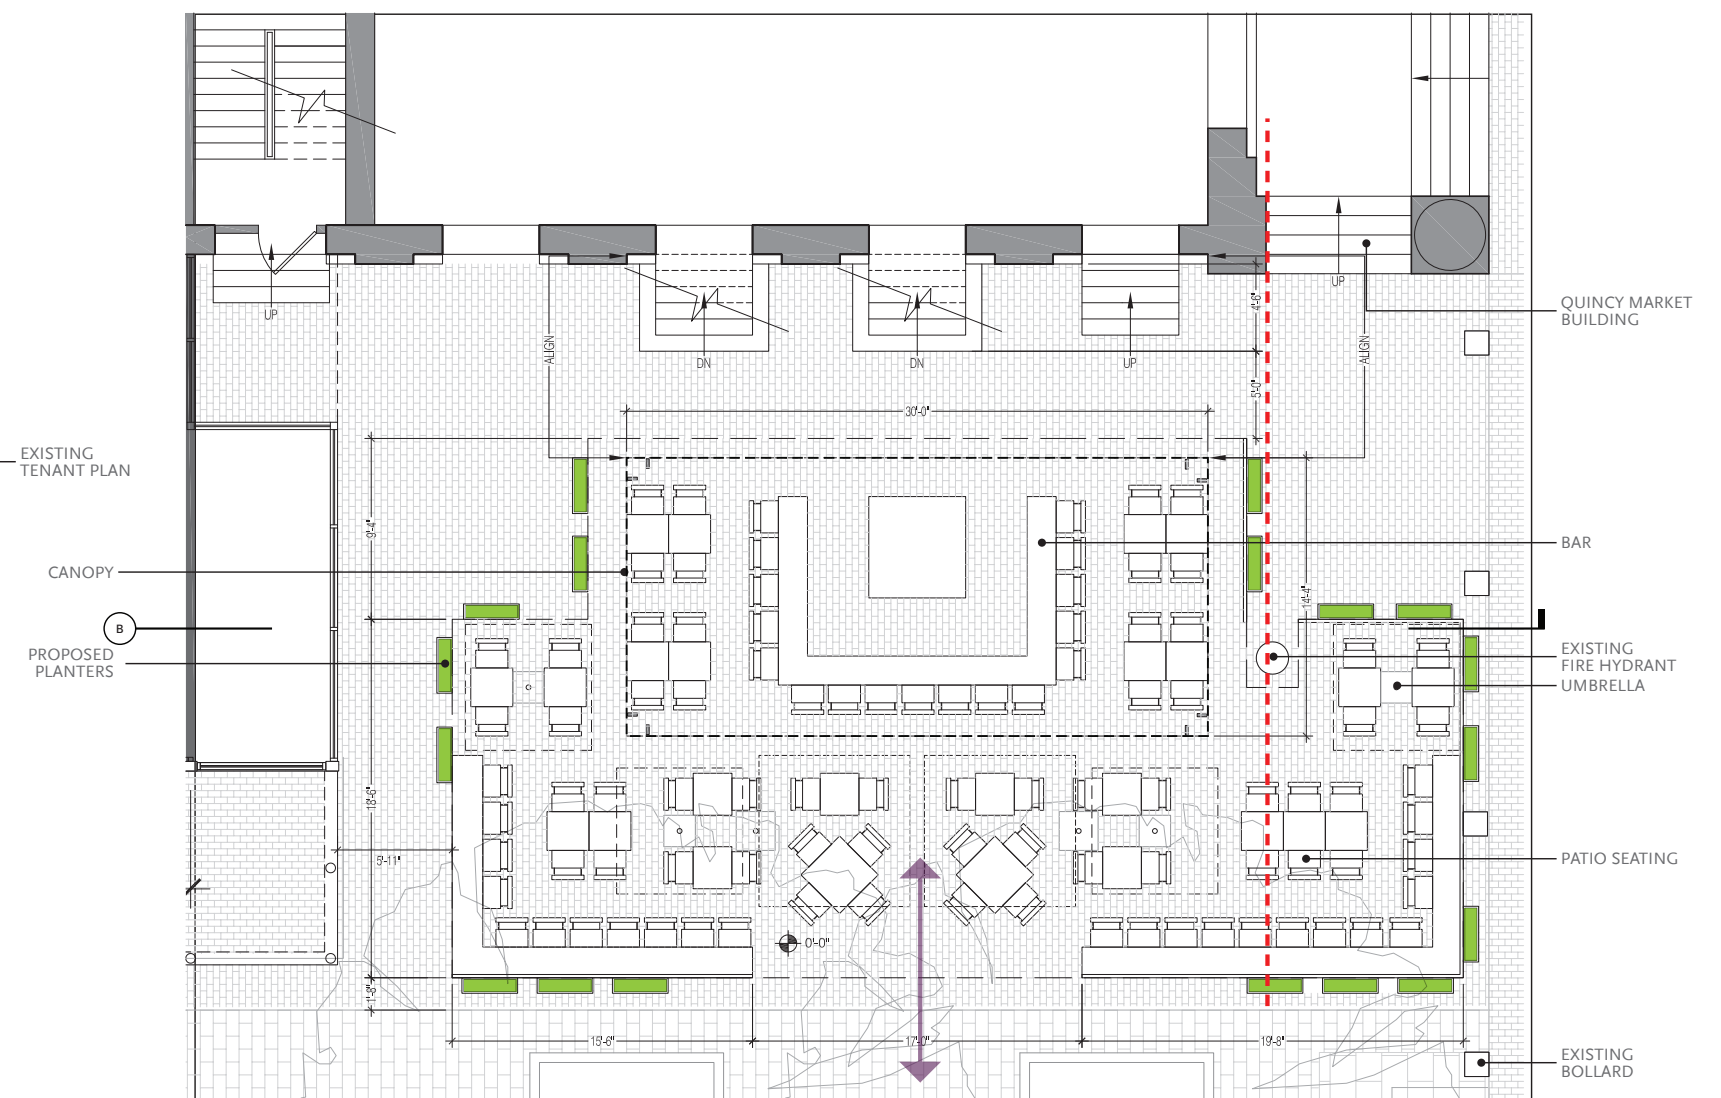 UP
UP
QUINCY MARKET
BUILDING
4'-6"
ALIGN
DN
DN
UP
ALIGN
5'-0"
30'-0"
EXISTING
TENANT PLAN
9'-4"
BAR
CANOPY
14'-4"
B
EXISTING
FIRE HYDRANT
PROPOSED
PLANTERS
UMBRELLA
18'-6"
5'-11"
PATIO SEATING
0'-0"
15'-6"
17'-0"
19'-8"
EXISTING
BOLLARD